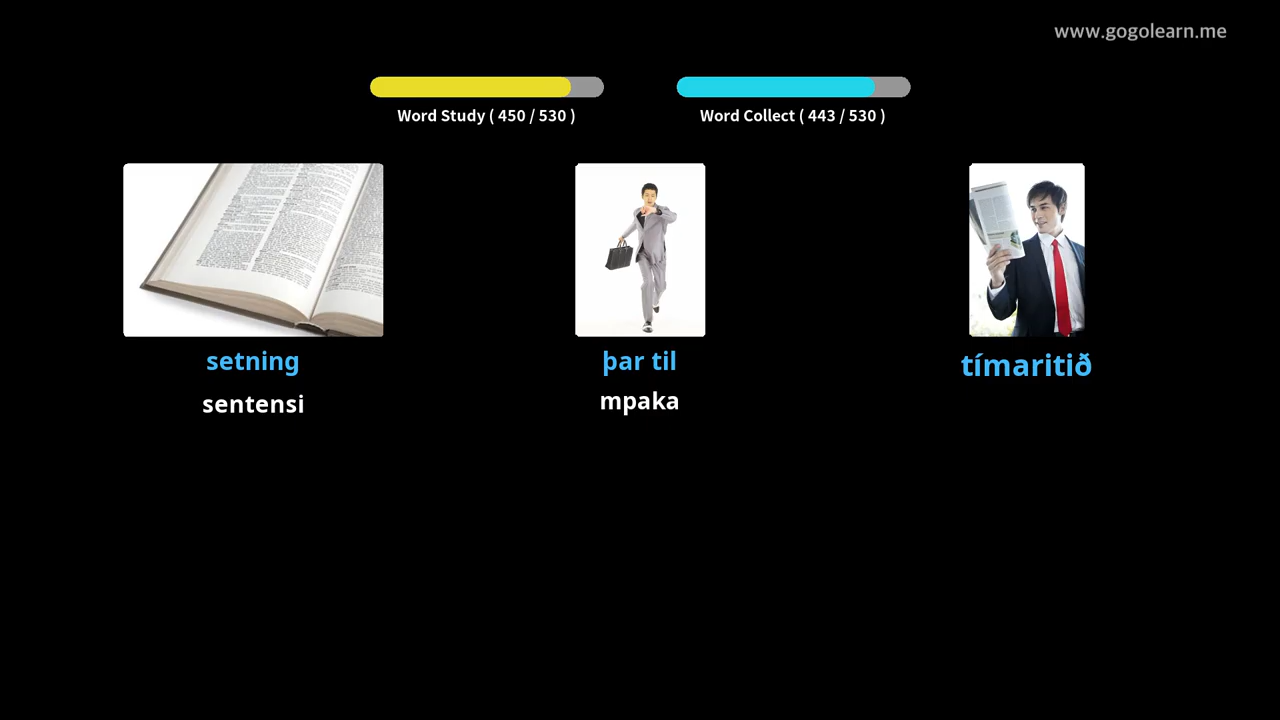 www.gogolearn.me
Word Study ( 450 / 530 )
Word Collect ( 443 / 530 )
setning
sentensi
þar til
mpaka
tímaritið